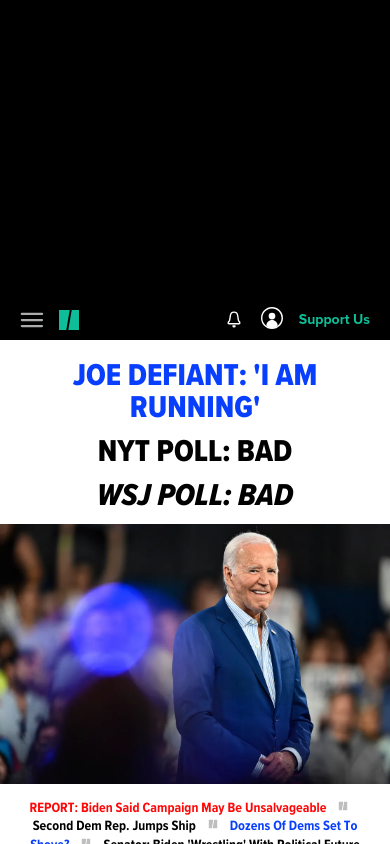 Support Us
JOE DEFIANT: 'I AM
RUNNING'
NYT POLL: BAD
WSJ POLL: BAD
REPORT: Biden Said Campaign May Be Unsalvageable
Second Dem Rep. Jumps Ship
Dozens Of Dems Set To
Shove?
Senator: Biden 'Wrestling' With Political Future